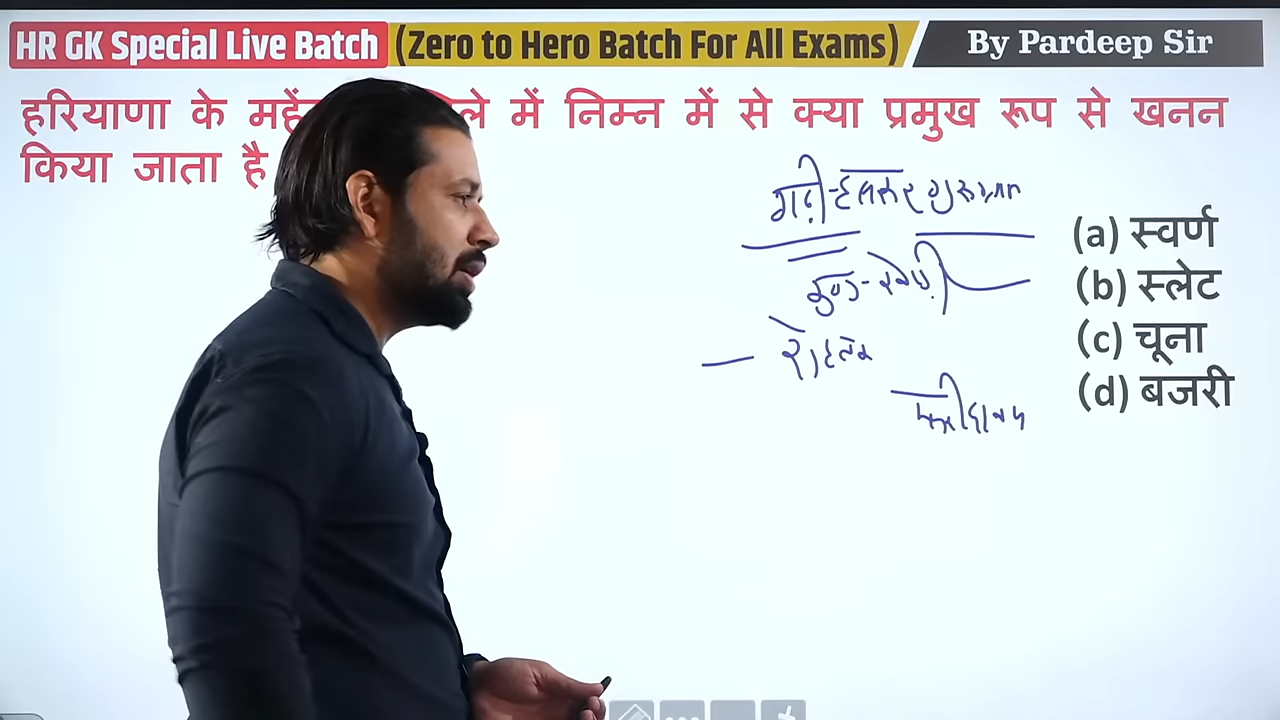 HR GK Special Live Batch (Zero to Hero Batch For All Exams) By Pardeep Sir
हरियाणा के में निम्न में से क्या प्रमुख रूप से खनन
किया जाता है
(a) स्वर्ण
(b) स्लेट
(c) चूना
(d) बजरी
रोहतक